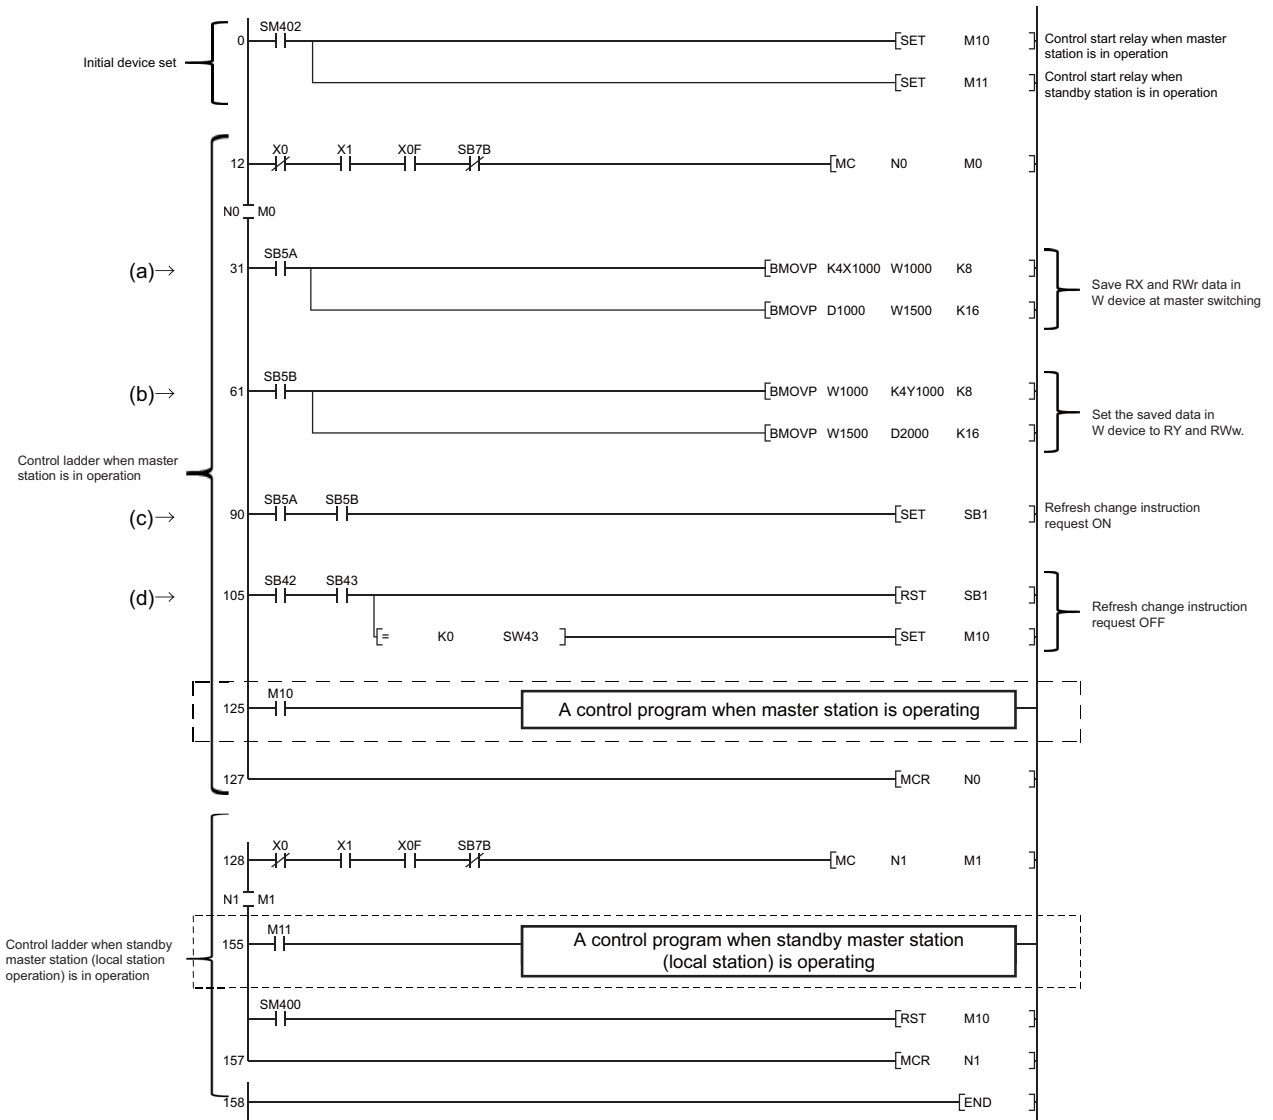 SM402
0
[SET M10 ]
Control start relay when master
station is in operation
Initial device set
[SET M11 ]
Control start relay when
standby station is in operation
X0 X1 X0F SB7B
12
[MC N0 M0 ]
N0 M0
SB5A
(a)→
31
[BMOVP K4X1000 W1000 K8 ]
[BMOVP D1000 W1500 K16 ]
Save RX and RWr data in
W device at master switching
SB5B
(b)→
61
[BMOVP W1000 K4Y1000 K8 ]
[BMOVP W1500 D2000 K16 ]
Set the saved data in
W device to RY and RWw.
Control ladder when master
station is in operation
SB5A SB5B
(c)→
90
[SET SB1 ]
Refresh change instruction
request ON
SB42 SB43
(d)→
105
[RST SB1 ]
[= K0 SW43 ]
[SET M10 ]
Refresh change instruction
request OFF
M10
125
A control program when master station is operating
127
[MCR N0 ]
X0 X1 X0F SB7B
128
[MC N1 M1 ]
N1 M1
M11
155
A control program when standby master station
(local station) is operating
Control ladder when standby
master station (local station
operation) is in operation
SM400
[RST M10 ]
157
[MCR N1 ]
158
[END ]